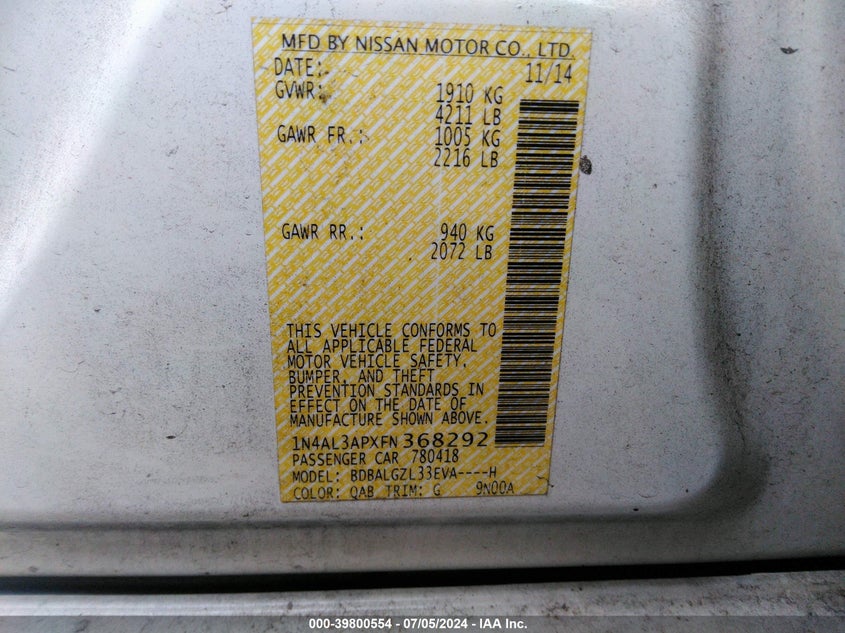 MFD BY NISSAN MOTOR CO., LTD.
DATE: 11/14
GVWR: 1910 KG
4211 LB
GAWR FR.: 1005 KG
2216 LB
GAWR RR.: 940 KG
2072 LB
THIS VEHICLE CONFORMS TO
ALL APPLICABLE FEDERAL
MOTOR VEHICLE SAFETY,
BUMPER, AND THEFT
PREVENTION STANDARDS IN
EFFECT ON THE DATE OF
MANUFACTURE SHOWN ABOVE.
1N4AL3APXFN368292
PASSENGER CAR 780418
MODEL: BDBALGZL33EVA----H
COLOR: QAB TRIM: G 9N00A
000-39800554 - 07/05/2024 - IAA Inc.